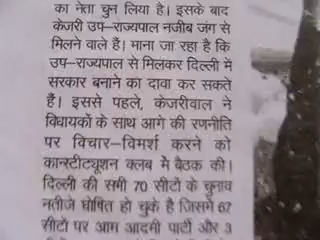 का नेता चुन लिया है। इसके बाद
केजरी उप–राज्यपाल नजीब जंग से
मिलने वाले है। माना जा रहा है कि
उप–राज्यपाल से मिलकर दिल्ली में
सरकार बनाने का दावा कर सकते
हैं। इससे पहले, केजरीवाल ने
विधायकों के साथ आगे की रणनीति
पर विचार–विमर्श करने को
कान्स्टीट्यूशन क्लब में बैठक की।
दिल्ली की सभी 70 सीटों के चुनाव
नतीजे घोषित हो चुके है जिसमें 67
सीटों पर आम आदमी पार्टी और 3